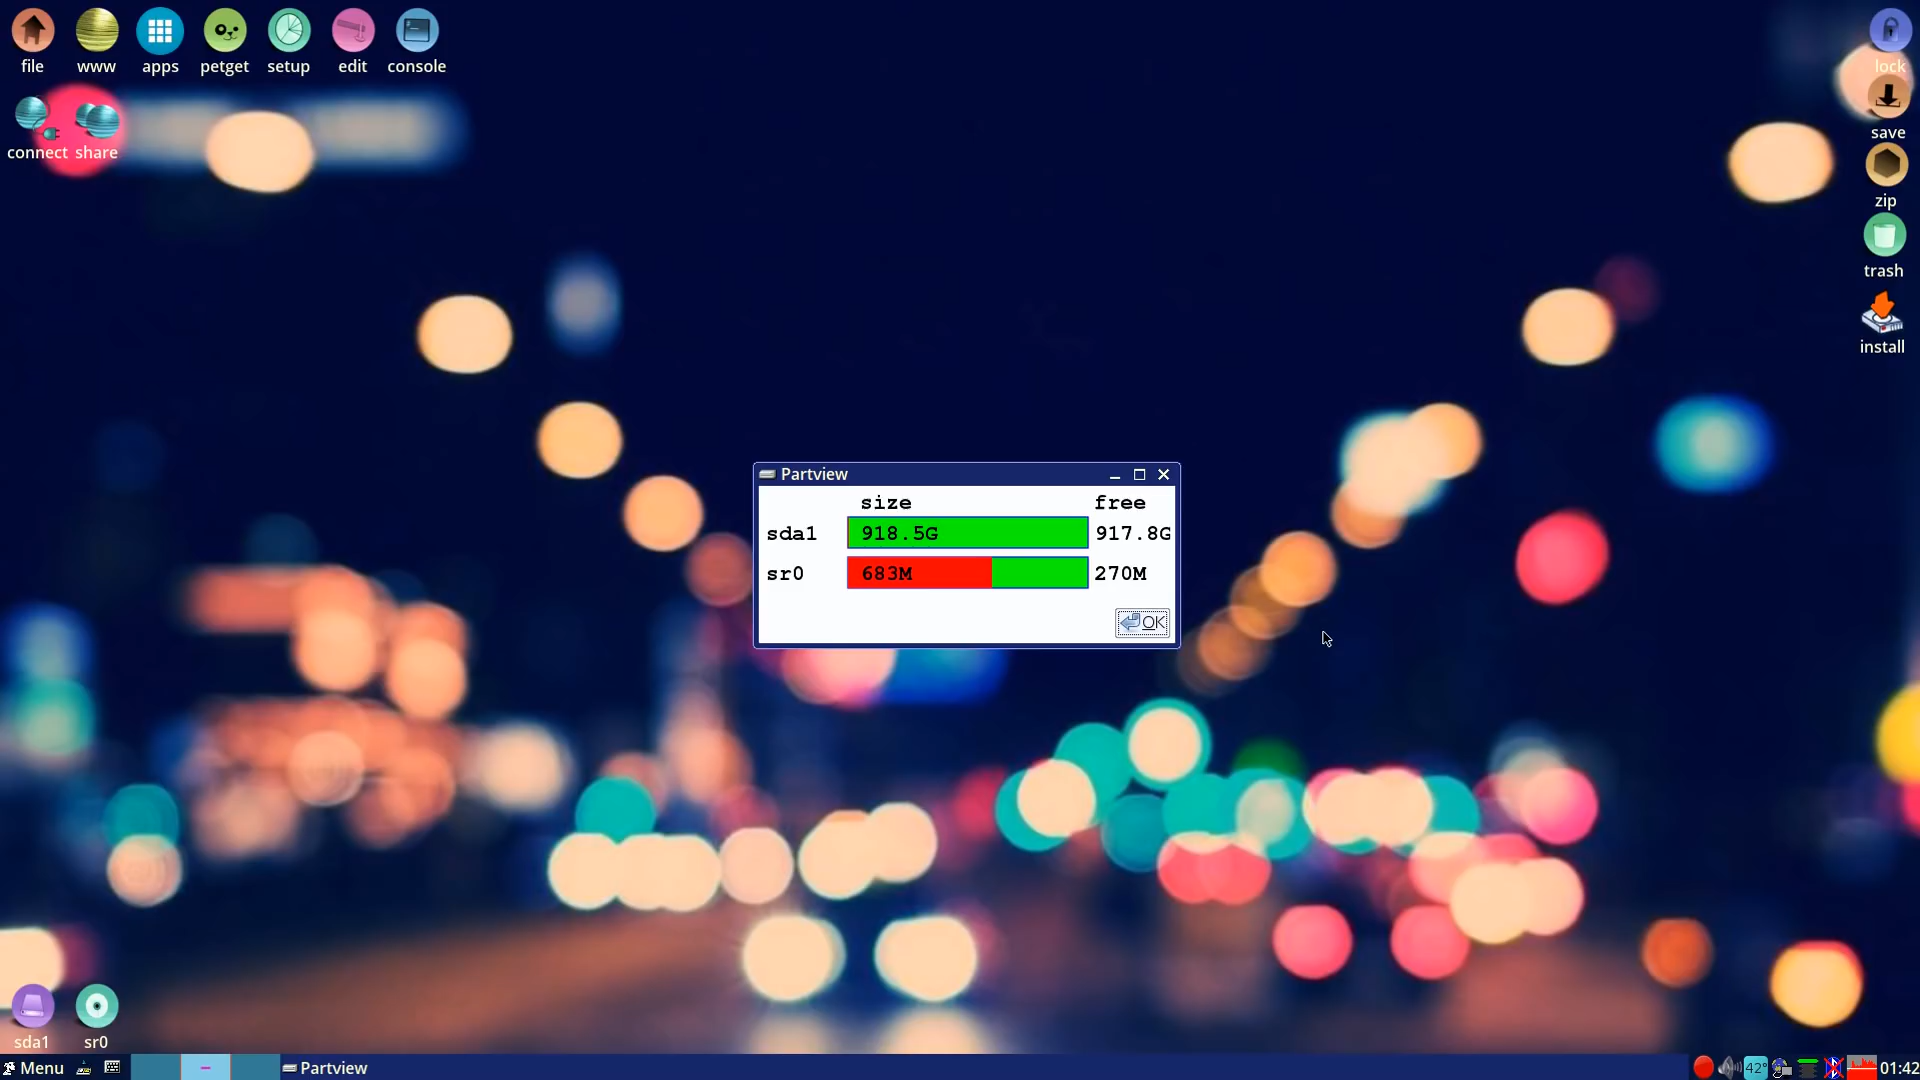 file www apps petget setup edit console
lock
connect share
save
zip
trash
install
Partview
size free
sda1 918.5G 917.8G
sr0 683M 270M
OK
sda1 sr0
Menu Partview 42° 01:42